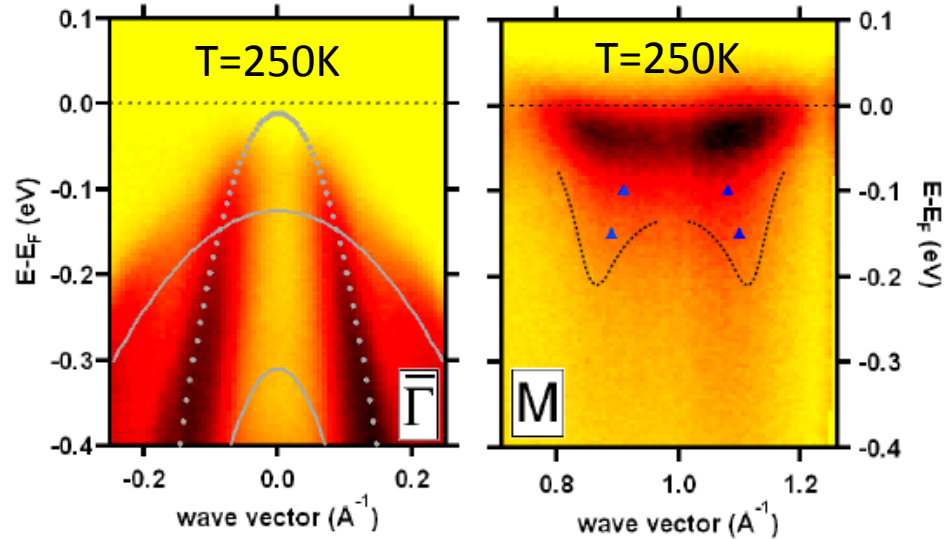 T=250K
0.1
0.0
-0.1
-0.2
-0.3
-0.4
E-E_F (eV)
Γ̅
-0.2
0.0
0.2
wave vector (A⁻¹)
T=250K
0.1
0.0
-0.1
-0.2
-0.3
-0.4
E-E_F (eV)
M
0.8
1.0
1.2
wave vector (A⁻¹)